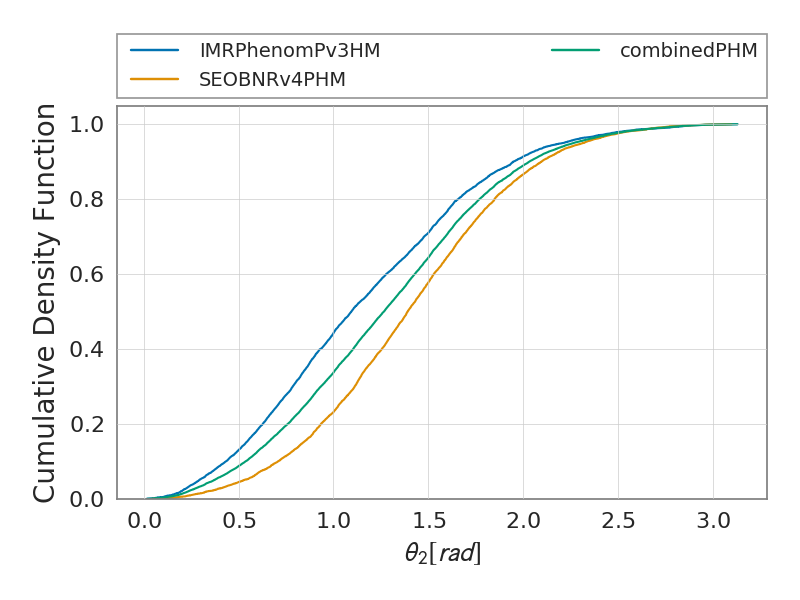 IMRPhenomPv3HM
SEOBNRv4PHM
combinedPHM
Cumulative Density Function
1.0
0.8
0.6
0.4
0.2
0.0
0.0 0.5 1.0 1.5 2.0 2.5 3.0
θ₂[rad]